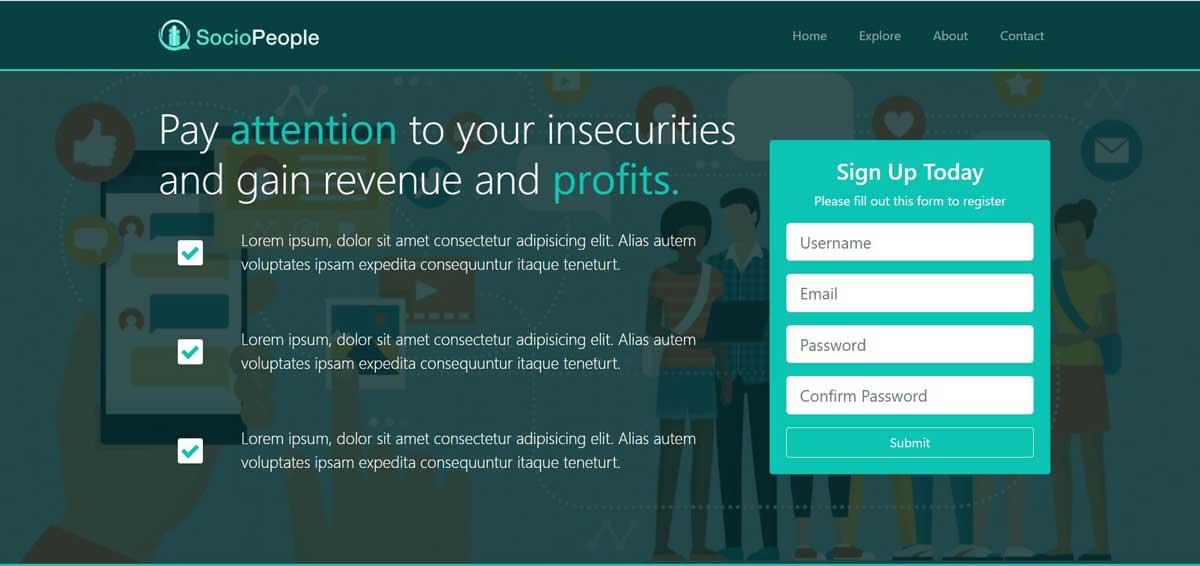 SocioPeople
Home Explore About Contact
Pay attention to your insecurities
and gain revenue and profits.
Lorem ipsum, dolor sit amet consectetur adipisicing elit. Alias autem
voluptates ipsam expedita consequuntur itaque teneturt.
Lorem ipsum, dolor sit amet consectetur adipisicing elit. Alias autem
voluptates ipsam expedita consequuntur itaque teneturt.
Lorem ipsum, dolor sit amet consectetur adipisicing elit. Alias autem
voluptates ipsam expedita consequuntur itaque teneturt.
Sign Up Today
Please fill out this form to register
Username
Email
Password
Confirm Password
Submit